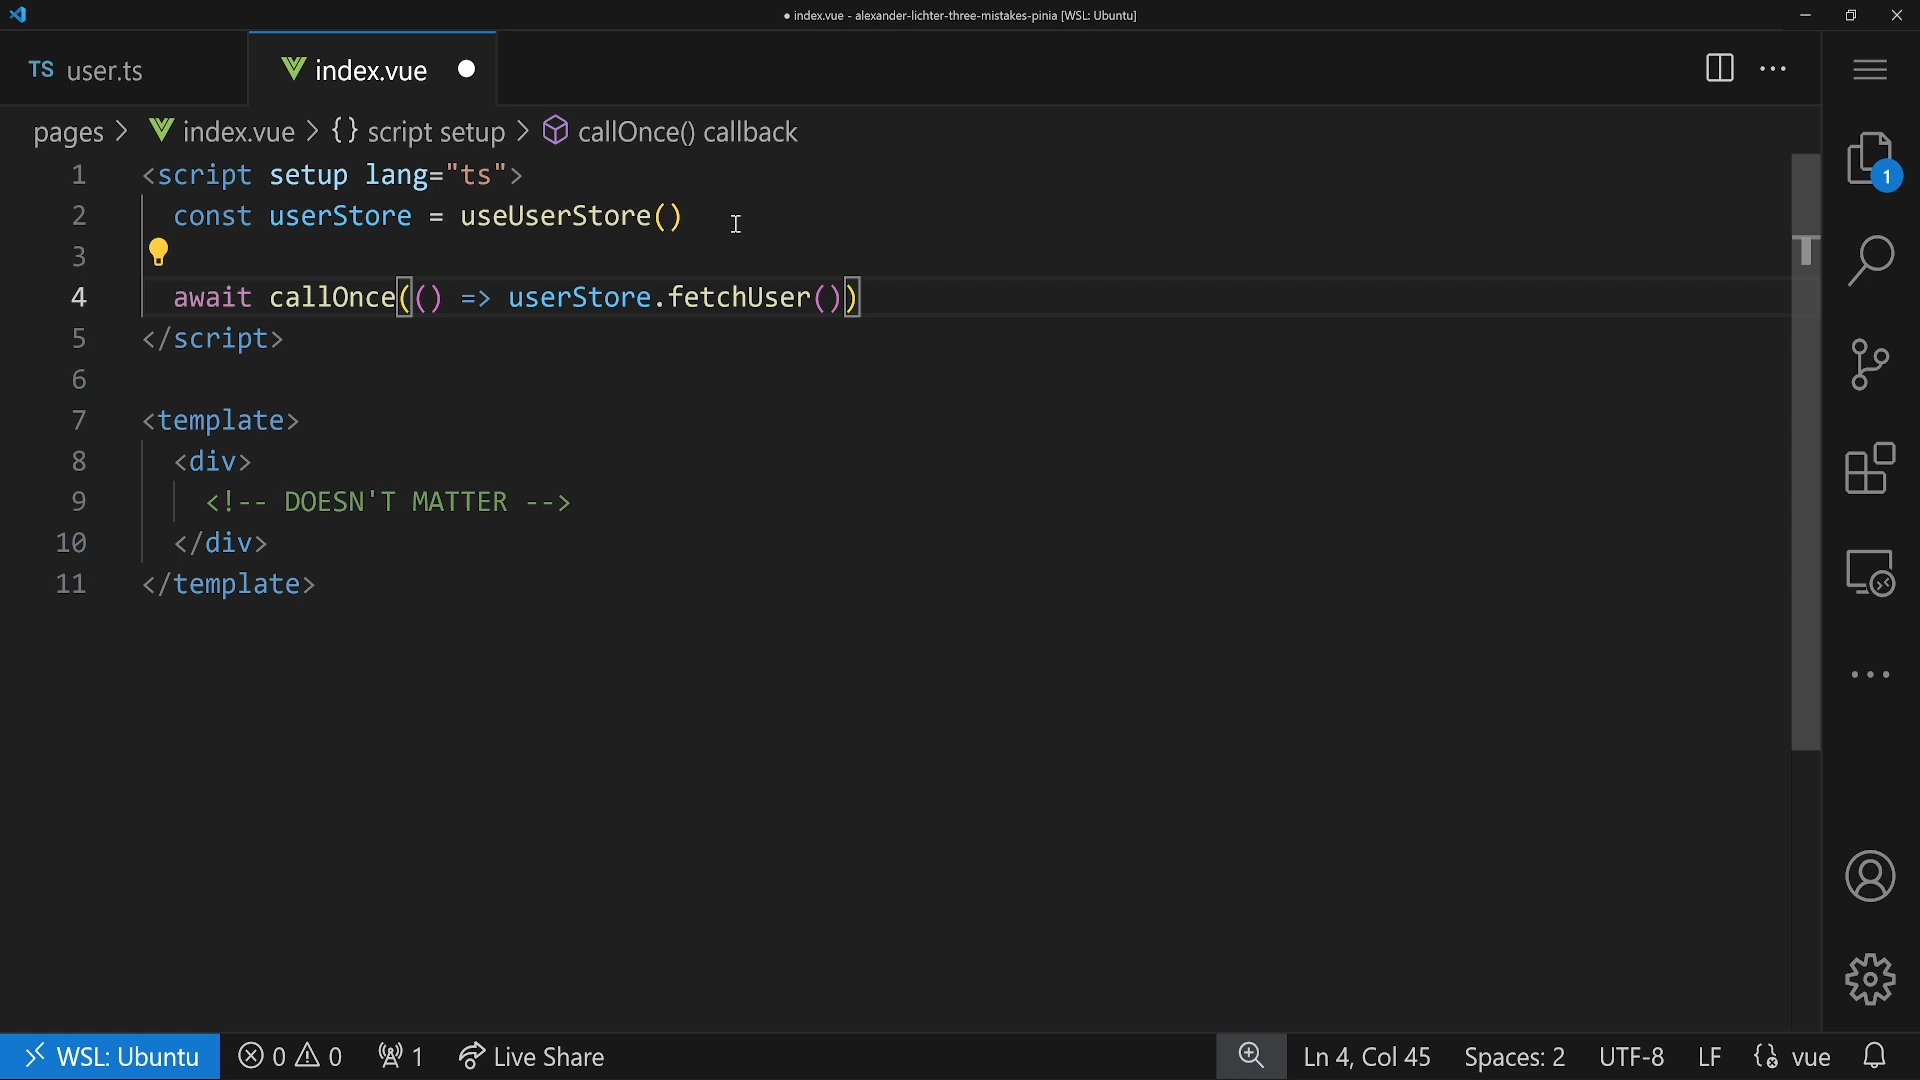 ● index.vue - alexander-lichter-three-mistakes-pinia [WSL: Ubuntu]
TS user.ts
index.vue ●
pages > index.vue > {} script setup > callOnce() callback
1 <script setup lang="ts">
2 const userStore = useUserStore()
3
4 await callOnce(() => userStore.fetchUser())
5 </script>
6
7 <template>
8 <div>
9 <!-- DOESN'T MATTER -->
10 </div>
11 </template>
1
WSL: Ubuntu 0 0 1 Live Share Ln 4, Col 45 Spaces: 2 UTF-8 LF vue